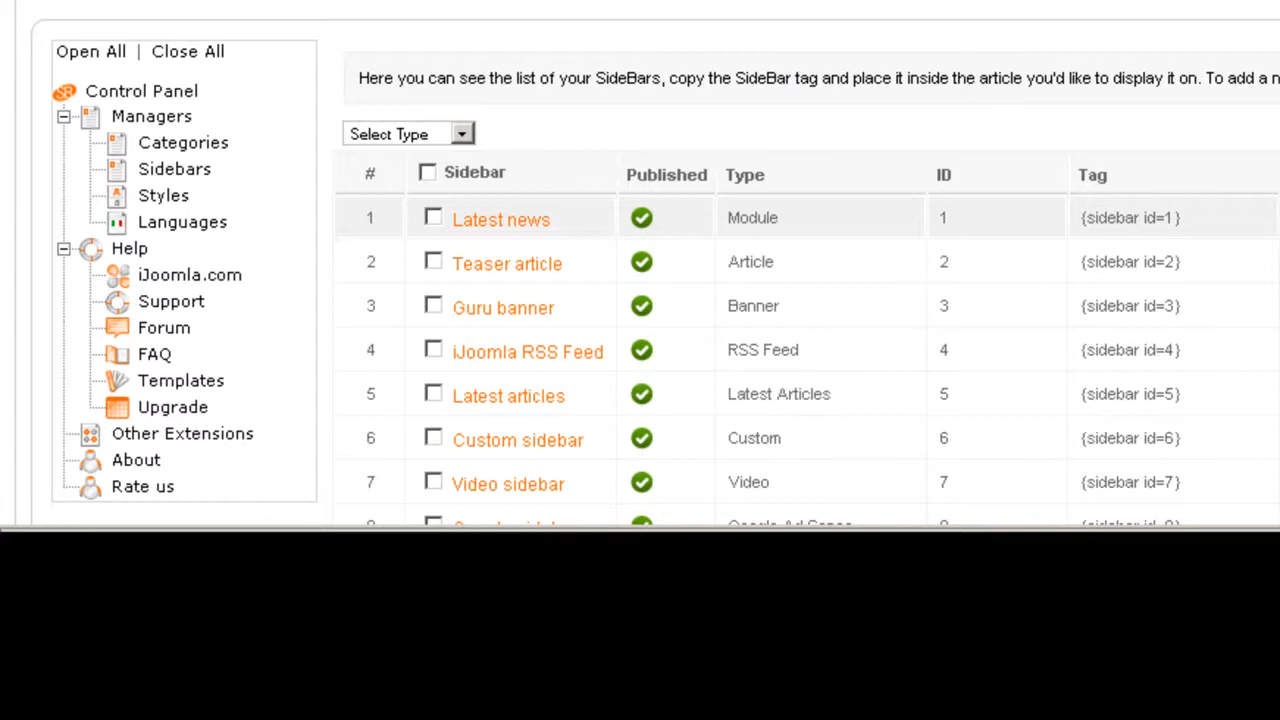 Open All | Close All
Control Panel
Managers
Categories
Sidebars
Styles
Languages
Help
iJoomla.com
Support
Forum
FAQ
Templates
Upgrade
Other Extensions
About
Rate us
Here you can see the list of your SideBars, copy the SideBar tag and place it inside the article you'd like to display it on. To add a
Select Type
# Sidebar Published Type ID Tag
1 Latest news Module 1 {sidebar id=1}
2 Teaser article Article 2 {sidebar id=2}
3 Guru banner Banner 3 {sidebar id=3}
4 iJoomla RSS Feed RSS Feed 4 {sidebar id=4}
5 Latest articles Latest Articles 5 {sidebar id=5}
6 Custom sidebar Custom 6 {sidebar id=6}
7 Video sidebar Video 7 {sidebar id=7}